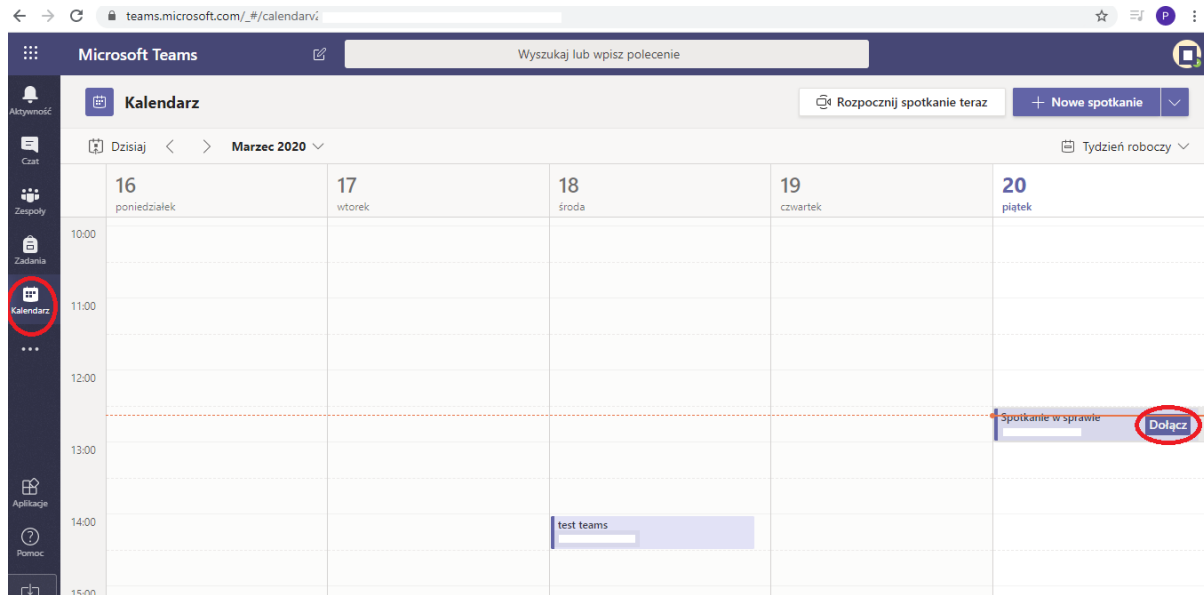 teams.microsoft.com/_#/calendarv2
P
Microsoft Teams
Wyszukaj lub wpisz polecenie
Aktywność
Czat
Zespoły
Zadania
Kalendarz
Aplikacje
Pomoc
Kalendarz
Rozpocznij spotkanie teraz
+ Nowe spotkanie
Dzisiaj
Marzec 2020
Tydzień roboczy
16
poniedziałek
17
wtorek
18
środa
19
czwartek
20
piątek
10:00
11:00
12:00
13:00
14:00
15:00
Spotkanie w sprawie
Dołącz
test teams